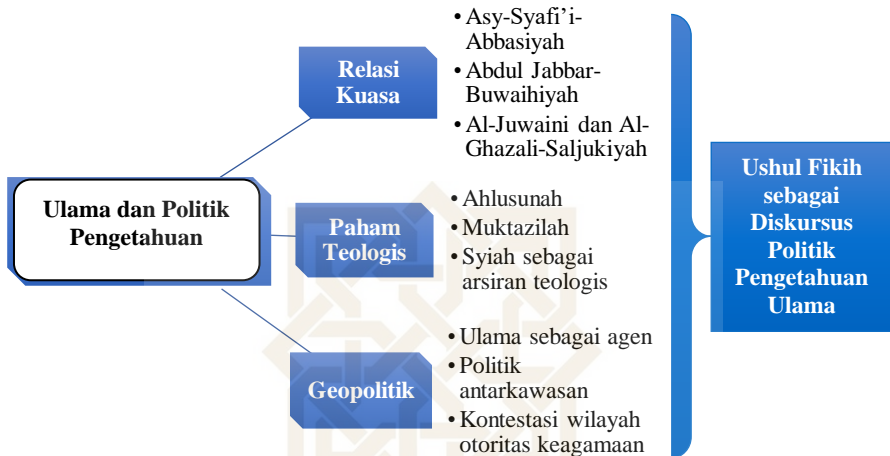 Ulama dan Politik
Pengetahuan
Relasi
Kuasa
• Asy-Syafi’i-
Abbasiyah
• Abdul Jabbar-
Buwaihiyah
• Al-Juwaini dan Al-
Ghazali-Saljukiyah
Paham
Teologis
• Ahlusunah
• Muktazilah
• Syiah sebagai
arsiran teologis
Geopolitik
• Ulama sebagai agen
• Politik
antarkawasan
• Kontestasi wilayah
otoritas keagamaan
Ushul Fikih
sebagai
Diskursus
Politik
Pengetahuan
Ulama